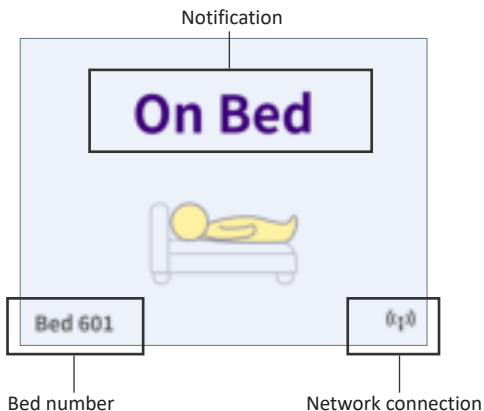 Notification
On Bed
Bed 601
Bed number
Network connection